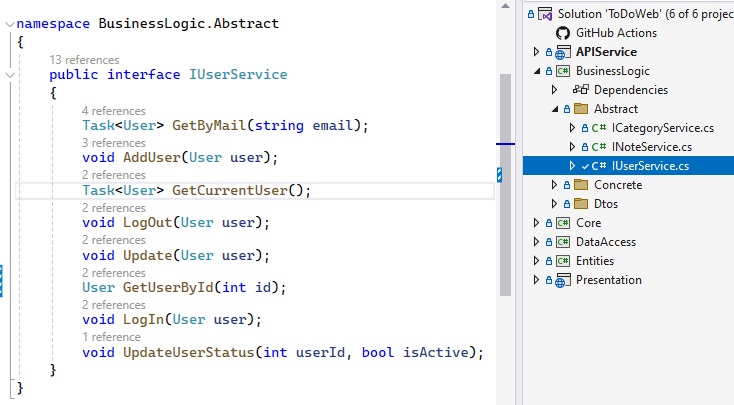 namespace BusinessLogic.Abstract
{
13 references
public interface IUserService
{
4 references
Task<User> GetByMail(string email);
3 references
void AddUser(User user);
2 references
Task<User> GetCurrentUser();
2 references
void LogOut(User user);
2 references
void Update(User user);
2 references
User GetUserById(int id);
2 references
void LogIn(User user);
1 reference
void UpdateUserStatus(int userId, bool isActive);
}
}
Solution 'ToDoWeb' (6 of 6 projec
GitHub Actions
APIService
C# BusinessLogic
Dependencies
Abstract
C# ICategoryService.cs
C# INoteService.cs
C# IUserService.cs
Concrete
Dtos
C# Core
C# DataAccess
C# Entities
Presentation